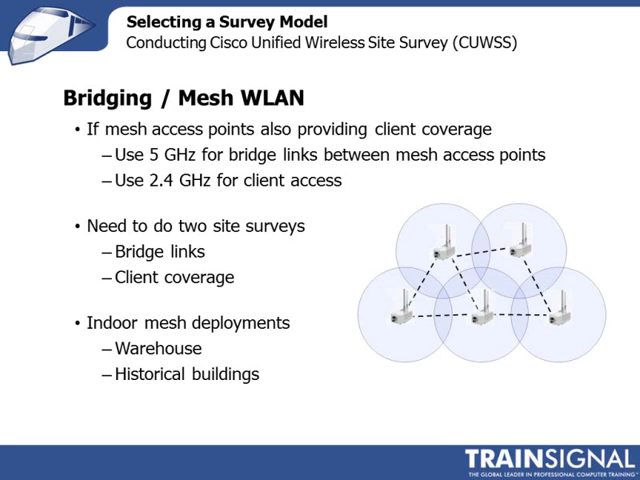 Selecting a Survey Model
Conducting Cisco Unified Wireless Site Survey (CUWSS)
Bridging / Mesh WLAN
• If mesh access points also providing client coverage
– Use 5 GHz for bridge links between mesh access points
– Use 2.4 GHz for client access
• Need to do two site surveys
– Bridge links
– Client coverage
• Indoor mesh deployments
– Warehouse
– Historical buildings
TRAINSIGNAL
THE GLOBAL LEADER IN PROFESSIONAL COMPUTER TRAINING